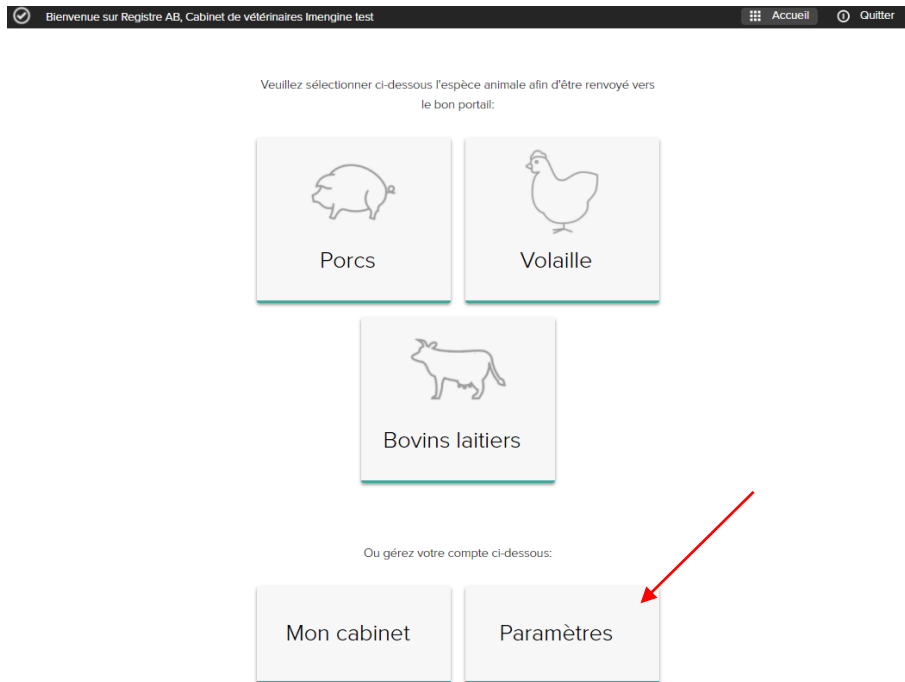 Bienvenue sur Registre AB, Cabinet de vétérinaires Imengine test
Accueil
Quitter
Veuillez sélectionner ci-dessous l'espèce animale afin d'être renvoyé vers
le bon portail:
Porcs
Volaille
Bovins laitiers
Ou gérez votre compte ci-dessous:
Mon cabinet
Paramètres